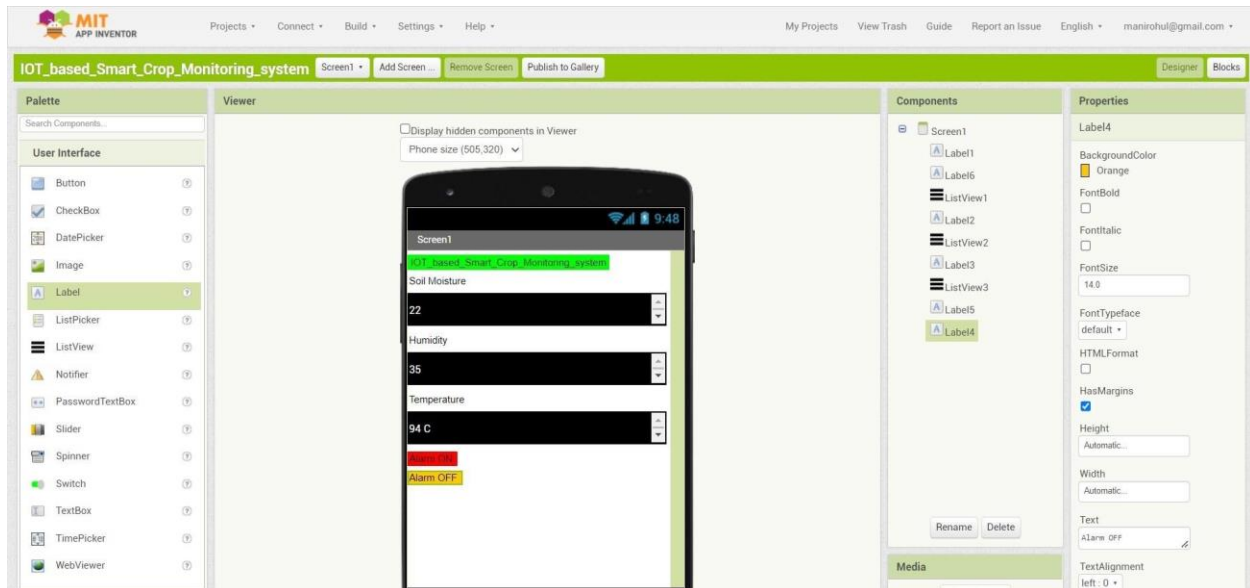 MIT
APP INVENTOR
Projects Connect Build Settings Help My Projects View Trash Guide Report an Issue English manirohul@gmail.com
IOT_based_Smart_Crop_Monitoring_system Screen1 Add Screen ... Remove Screen Publish to Gallery Designer Blocks
Palette
Search Components...
User Interface
Button
CheckBox
DatePicker
Image
Label
ListPicker
ListView
Notifier
PasswordTextBox
Slider
Spinner
Switch
TextBox
TimePicker
WebViewer
Viewer
Display hidden components in Viewer
Phone size (505,320)
9:48
Screen1
IOT_based_Smart_Crop_Monitoring_system
Soil Moisture
22
Humidity
35
Temperature
94 C
Alarm ON
Alarm OFF
Components
Screen1
Label1
Label6
ListView1
Label2
ListView2
Label3
ListView3
Label5
Label4
Rename Delete
Media
Properties
Label4
BackgroundColor
Orange
FontBold
FontItalic
FontSize
14.0
FontTypeface
default
HTMLFormat
HasMargins
Height
Automatic...
Width
Automatic...
Text
Alarm OFF
TextAlignment
left : 0